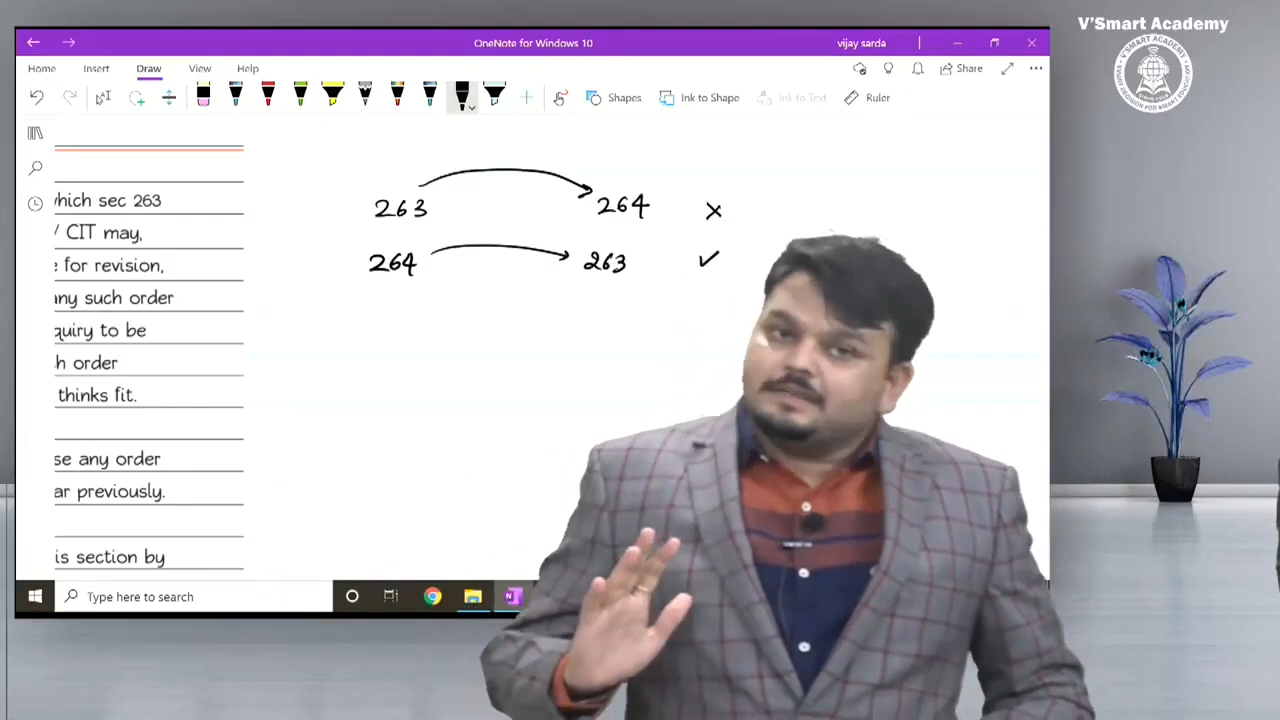 V'Smart Academy
OneNote for Windows 10
vijay sarda
Home Insert Draw View Help
Share
Shapes
Ink to Shape
Ink to Text
Ruler
which sec 263
/ CIT may,
e for revision,
any such order
quiry to be
h order
thinks fit.
se any order
ar previously.
is section by
263 264 ×
264 263 ✓
Type here to search